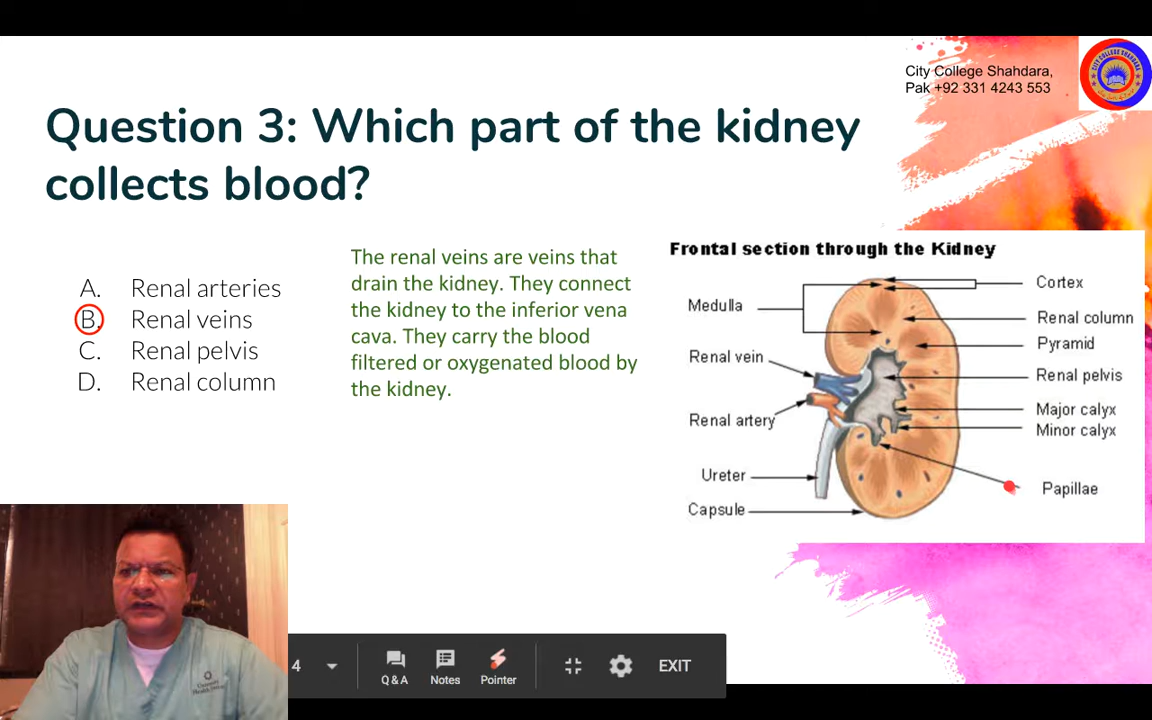 City College Shahdara,
Pak +92 331 4243 553
Question 3: Which part of the kidney
collects blood?
A. Renal arteries
B. Renal veins
C. Renal pelvis
D. Renal column
The renal veins are veins that
drain the kidney. They connect
the kidney to the inferior vena
cava. They carry the blood
filtered or oxygenated blood by
the kidney.
Frontal section through the Kidney
Medulla
Renal vein
Renal artery
Ureter
Capsule
Cortex
Renal column
Pyramid
Renal pelvis
Major calyx
Minor calyx
Papillae
4
Q & A
Notes
Pointer
EXIT